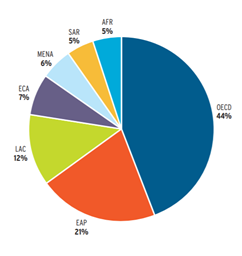 AFR
5%
SAR
5%
MENA
6%
ECA
7%
LAC
12%
EAP
21%
OECD
44%